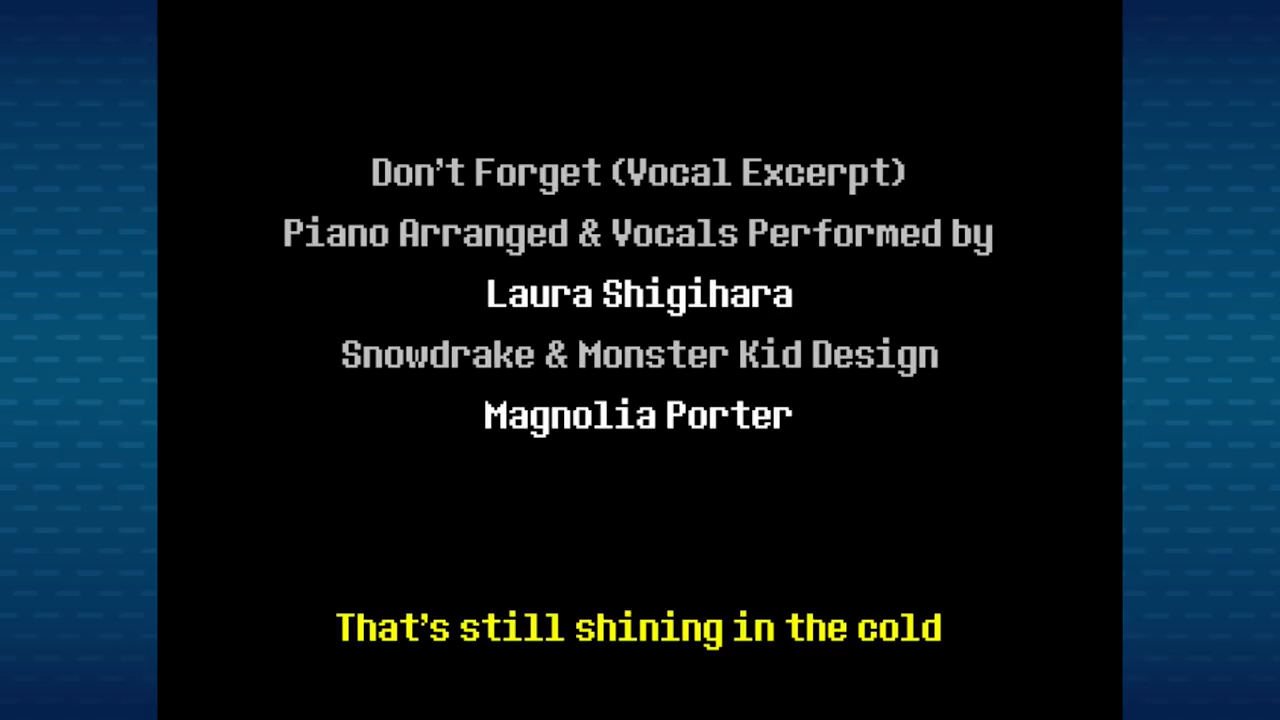 Don't Forget (Vocal Excerpt)
Piano Arranged & Vocals Performed by
Laura Shigihara
Snowdrake & Monster Kid Design
Magnolia Porter
That's still shining in the cold